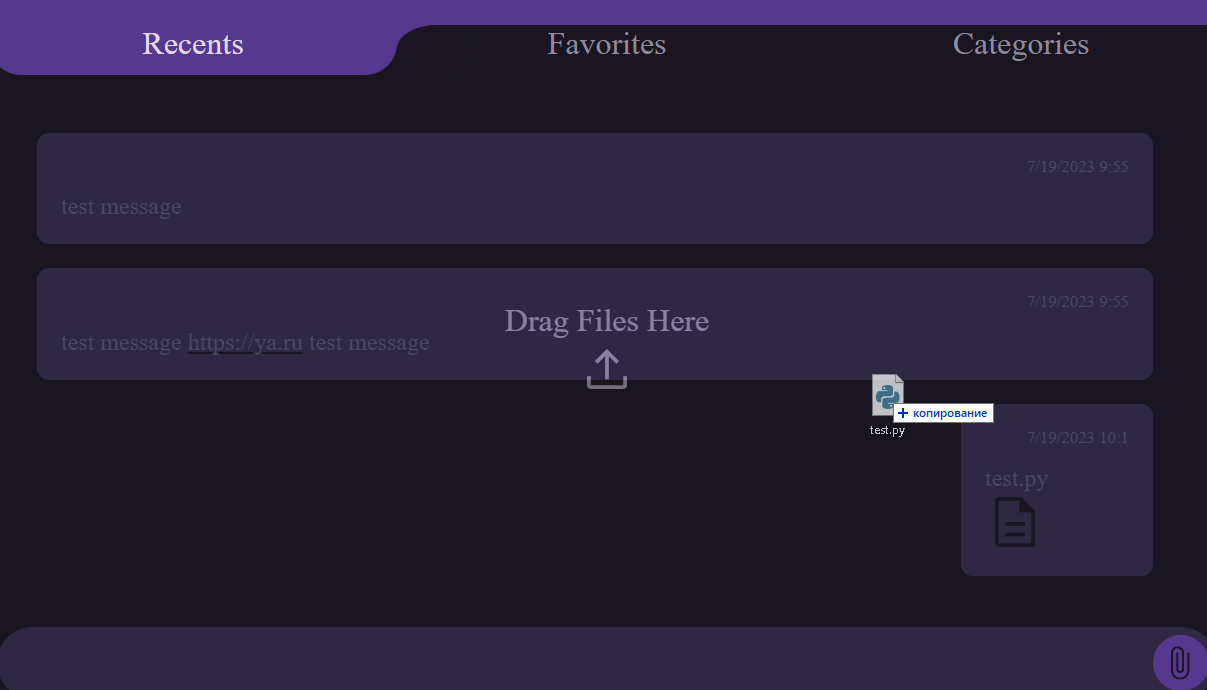 Recents
Favorites
Categories
7/19/2023 9:55
test message
7/19/2023 9:55
Drag Files Here
test message https://ya.ru test message
копирование
test.py
7/19/2023 10:1
test.py